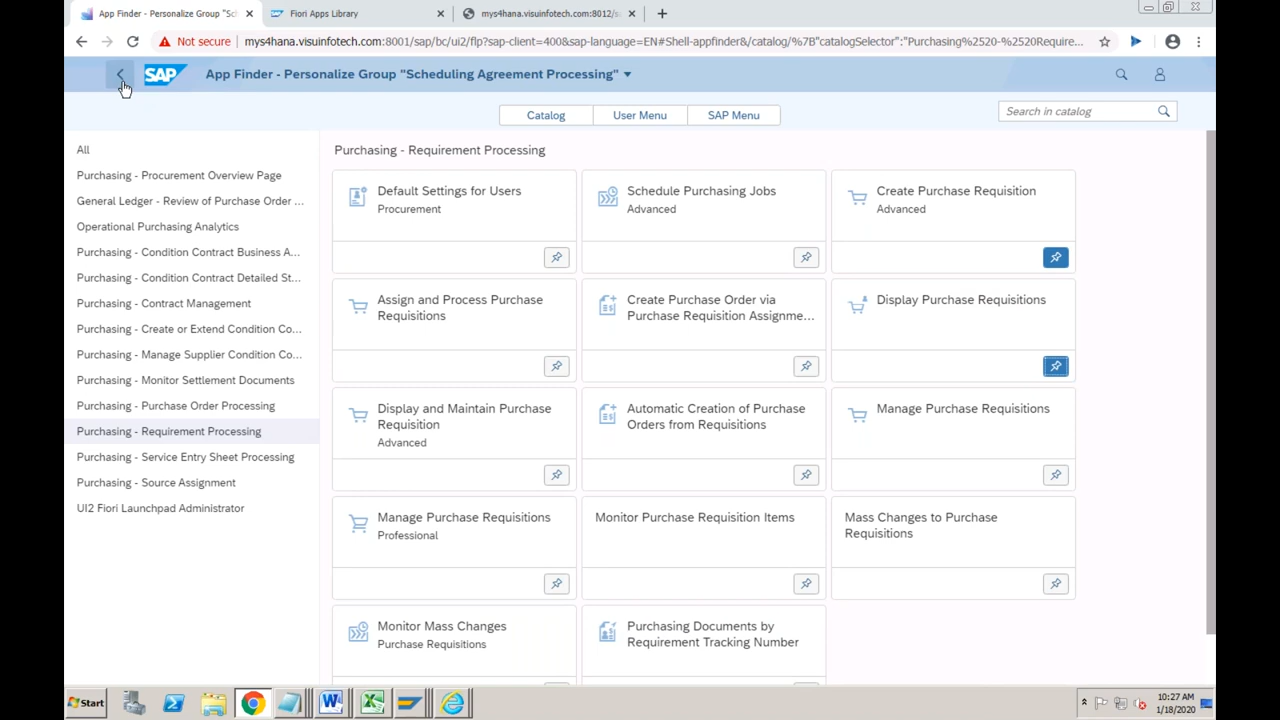 App Finder - Personalize Group "Sch
Fiori Apps Library
mys4hana.visuinfotech.com:8012/s
Not secure
mys4hana.visuinfotech.com:8001/sap/bc/ui2/flp?sap-client=400&sap-language=EN#Shell-appfinder&/catalog/%7B"catalogSelector":"Purchasing%2520-%2520Require...
SAP
App Finder - Personalize Group "Scheduling Agreement Processing"
Catalog
User Menu
SAP Menu
Search in catalog
All
Purchasing - Procurement Overview Page
General Ledger - Review of Purchase Order ...
Operational Purchasing Analytics
Purchasing - Condition Contract Business A...
Purchasing - Condition Contract Detailed St...
Purchasing - Contract Management
Purchasing - Create or Extend Condition Co...
Purchasing - Manage Supplier Condition Co...
Purchasing - Monitor Settlement Documents
Purchasing - Purchase Order Processing
Purchasing - Requirement Processing
Purchasing - Service Entry Sheet Processing
Purchasing - Source Assignment
UI2 Fiori Launchpad Administrator
Purchasing - Requirement Processing
Default Settings for Users
Procurement
Schedule Purchasing Jobs
Advanced
Create Purchase Requisition
Advanced
Assign and Process Purchase
Requisitions
Create Purchase Order via
Purchase Requisition Assignme...
Display Purchase Requisitions
Display and Maintain Purchase
Requisition
Advanced
Automatic Creation of Purchase
Orders from Requisitions
Manage Purchase Requisitions
Manage Purchase Requisitions
Professional
Monitor Purchase Requisition Items
Mass Changes to Purchase
Requisitions
Monitor Mass Changes
Purchase Requisitions
Purchasing Documents by
Requirement Tracking Number
Start
10:27 AM
1/18/2020